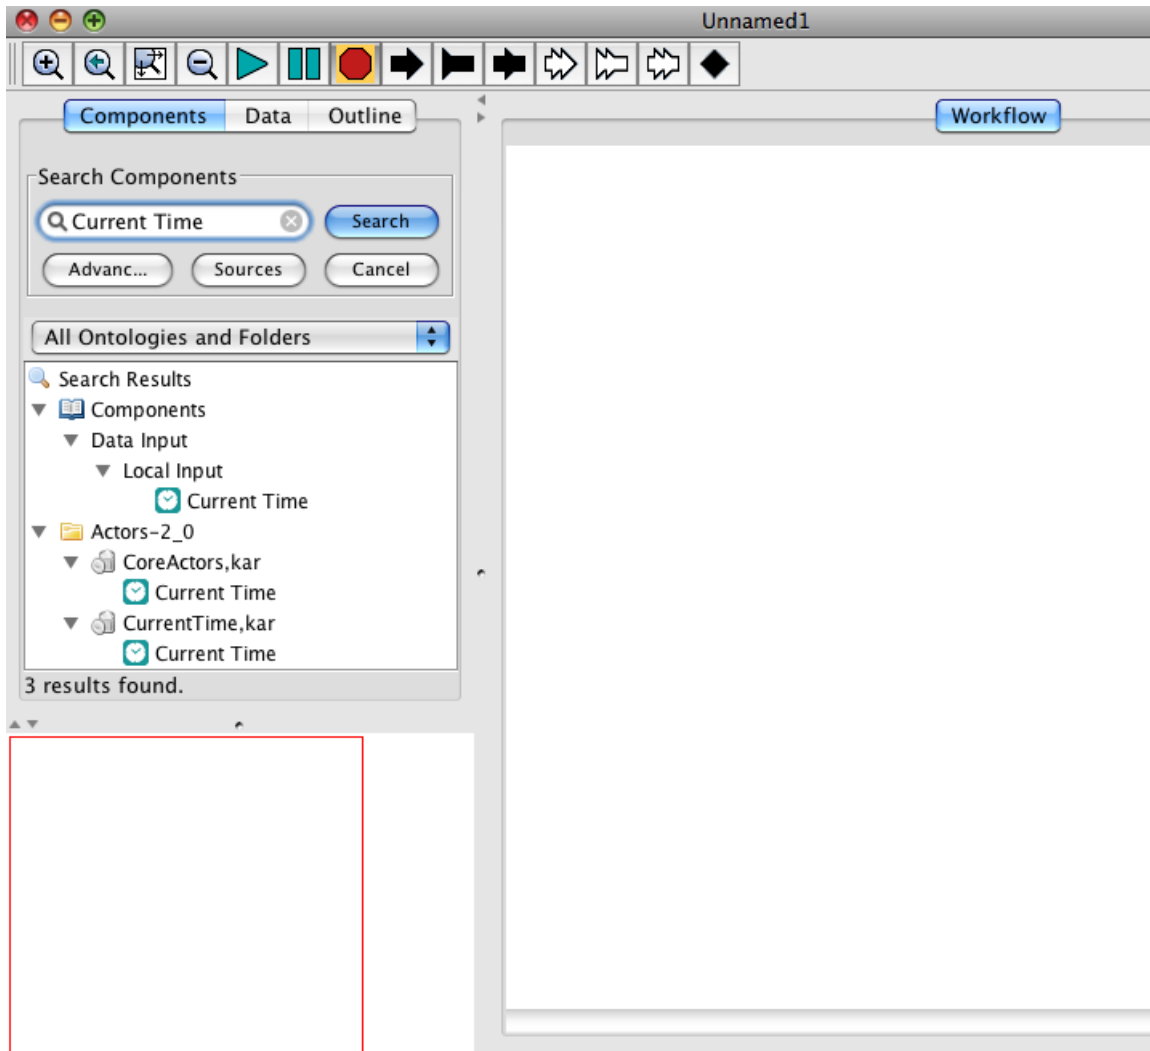 Unnamed1
Components Data Outline
Workflow
Search Components
Current Time Search
Advanc... Sources Cancel
All Ontologies and Folders
Search Results
Components
Data Input
Local Input
Current Time
Actors-2_0
CoreActors,kar
Current Time
CurrentTime,kar
Current Time
3 results found.